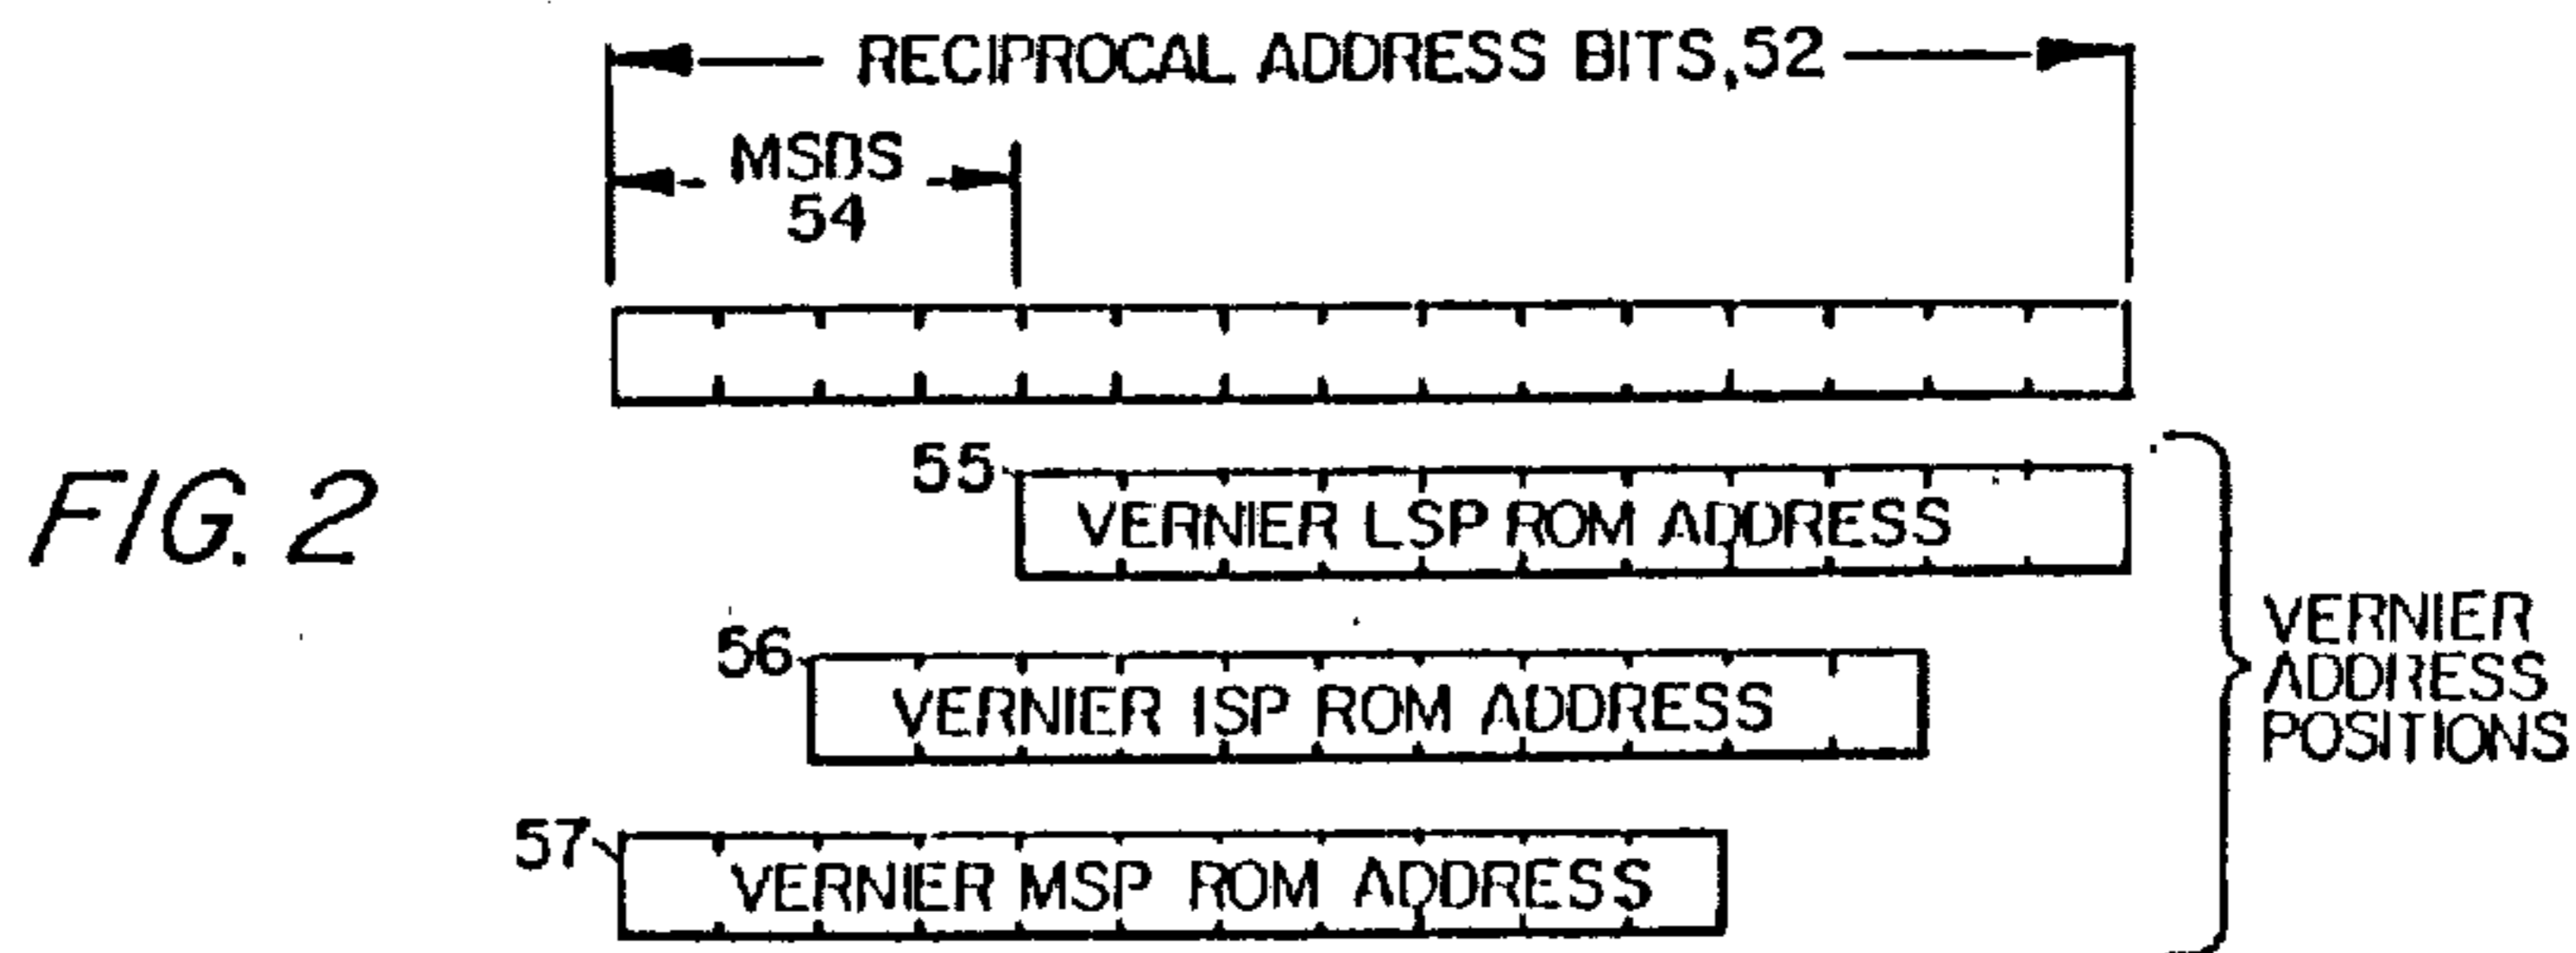 RECIPROCAL ADDRESS BITS,52
MSBS
54
55
VERNIER LSP ROM ADDRESS
FIG. 2
56
VERNIER ISP ROM ADDRESS
VERNIER
ADDRESS
POSITIONS
57
VERNIER MSP ROM ADDRESS